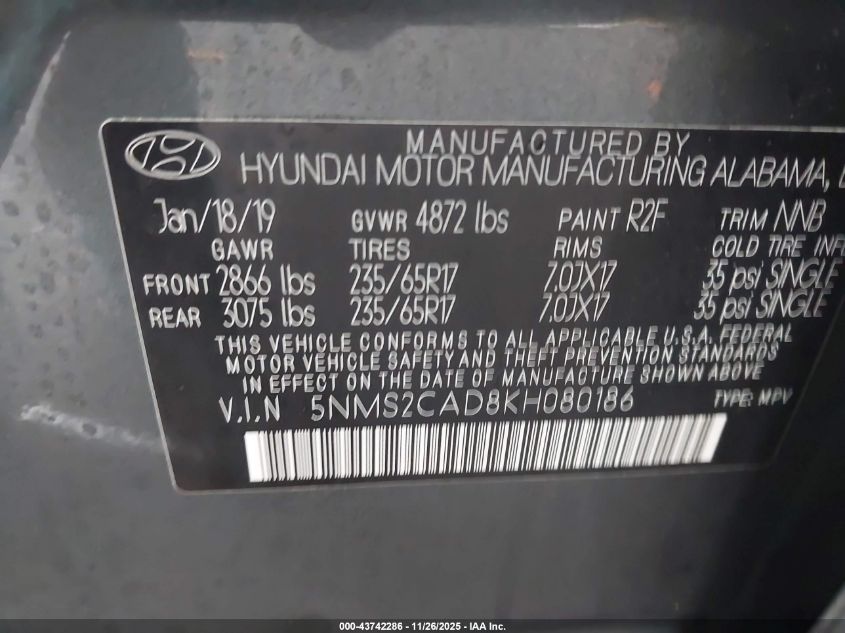 MANUFACTURED BY
HYUNDAI MOTOR MANUFACTURING ALABAMA,
Jan/18/19 GVWR 4872 lbs PAINT R2F TRIM NNB
GAWR TIRES RIMS COLD TIRE INF
FRONT 2866 lbs 235/65R17 7.0JX17 35 psi SINGLE
REAR 3075 lbs 235/65R17 7.0JX17 35 psi SINGLE
THIS VEHICLE CONFORMS TO ALL APPLICABLE U.S.A. FEDERAL
MOTOR VEHICLE SAFETY AND THEFT PREVENTION STANDARDS
IN EFFECT ON THE DATE OF MANUFACTURE SHOWN ABOVE
V.I.N 5NMS2CAD8KH080186 TYPE: MPV
000-43742286 - 11/26/2025 - IAA Inc.